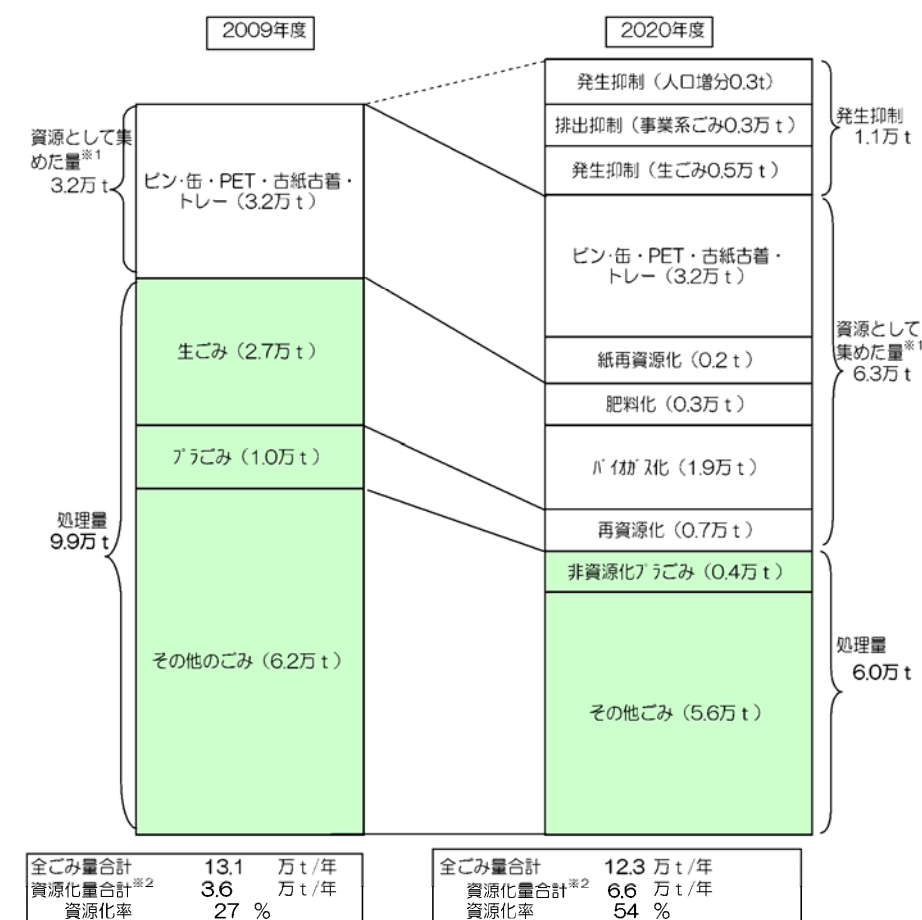 2009年度
資源として集
めた量※1
3.2万ｔ
ビン・缶・PET・古紙古着・
トレー（3.2万ｔ）
生ごみ（2.7万ｔ）
ﾌﾟﾗごみ（1.0万ｔ）
処理量
9.9万ｔ
その他のごみ（6.2万ｔ）
全ごみ量合計 13.1 万ｔ/年
資源化量合計※2 3.6 万ｔ/年
資源化率 27 %
2020年度
発生抑制（人口増分0.3t）
排出抑制（事業系ごみ0.3万ｔ）
発生抑制（生ごみ0.5万ｔ）
発生抑制
1.1万ｔ
ビン・缶・PET・古紙古着・
トレー（3.2万ｔ）
紙再資源化（0.2ｔ）
肥料化（0.3万ｔ）
ﾊﾞｲｵｶﾞｽ化（1.9万ｔ）
再資源化（0.7万ｔ）
資源として
集めた量※1
6.3万ｔ
非資源化ﾌﾟﾗごみ（0.4万ｔ）
その他ごみ（5.6万ｔ）
処理量
6.0万ｔ
全ごみ量合計 12.3 万ｔ/年
資源化量合計※2 6.6 万ｔ/年
資源化率 54 %